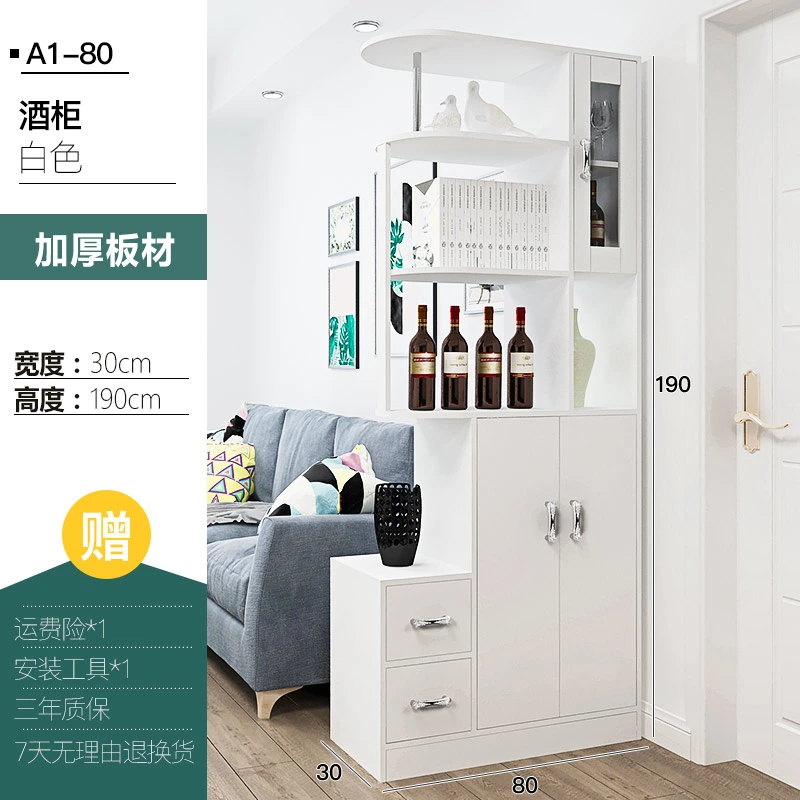 A1-80
酒柜
白色
加厚板材
宽度：30cm
高度：190cm
赠
运费险*1
安装工具*1
三年质保
7天无理由退换货
190
30
80